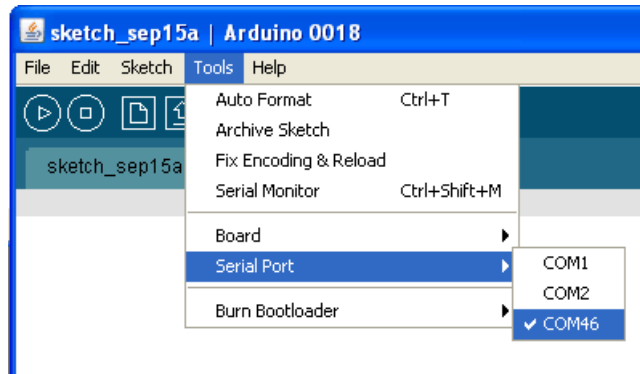 sketch_sep15a | Arduino 0018
File Edit Sketch Tools Help
sketch_sep15a
Auto Format Ctrl+T
Archive Sketch
Fix Encoding & Reload
Serial Monitor Ctrl+Shift+M
Board
Serial Port
Burn Bootloader
COM1
COM2
COM46